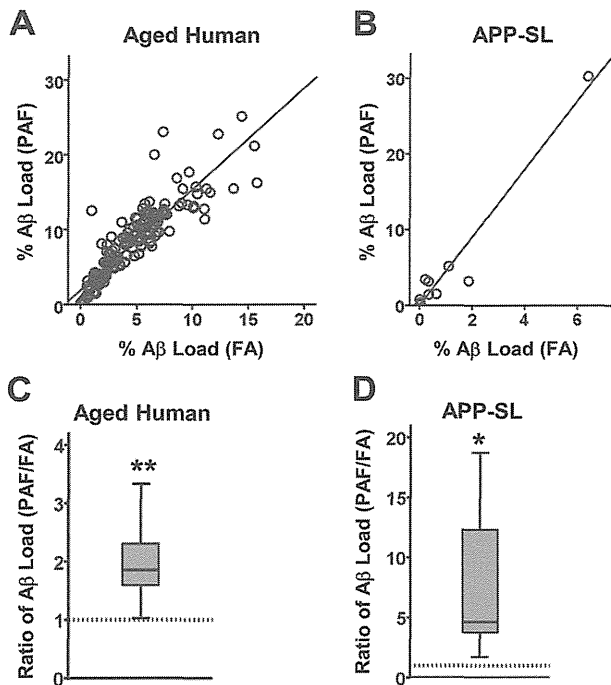 A
Aged Human
% Aβ Load (PAF)
30
20
10
0
0 5 10 15 20
% Aβ Load (FA)
B
APP-SL
% Aβ Load (PAF)
30
20
10
0
0 2 4 6
% Aβ Load (FA)
C
Aged Human
Ratio of Aβ Load (PAF/FA)
4
3
2
1
0
**
D
APP-SL
Ratio of Aβ Load (PAF/FA)
20
15
10
5
0
*